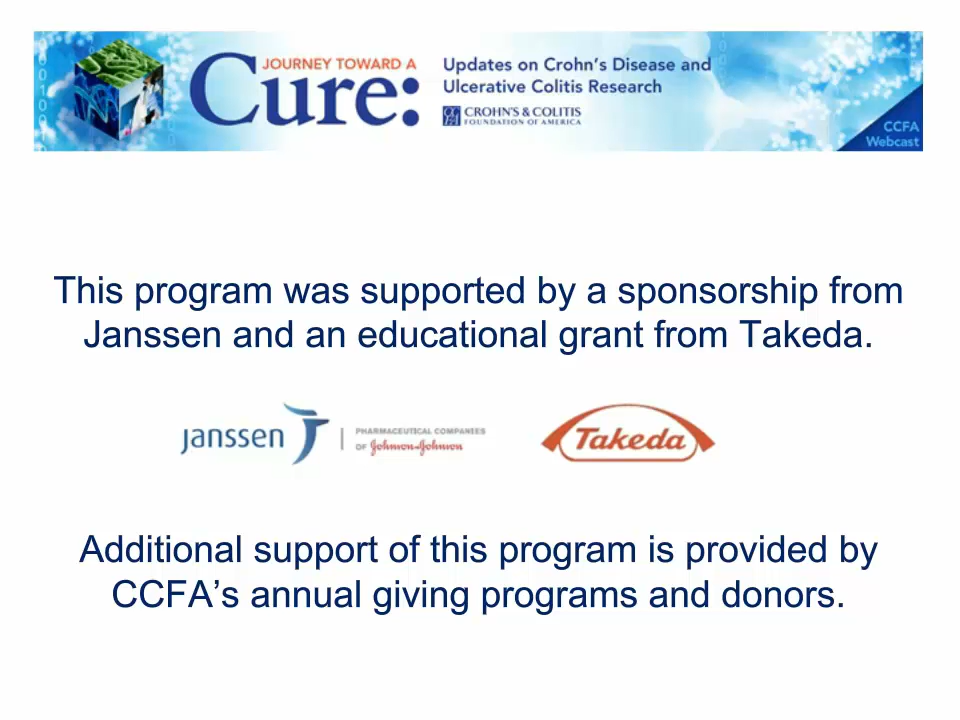 JOURNEY TOWARD A
Cure:
Updates on Crohn's Disease and
Ulcerative Colitis Research
CROHN'S & COLITIS
FOUNDATION OF AMERICA
CCFA
Webcast
This program was supported by a sponsorship from
Janssen and an educational grant from Takeda.
janssen
PHARMACEUTICAL COMPANIES
OF Johnson & Johnson
Takeda
Additional support of this program is provided by
CCFA's annual giving programs and donors.